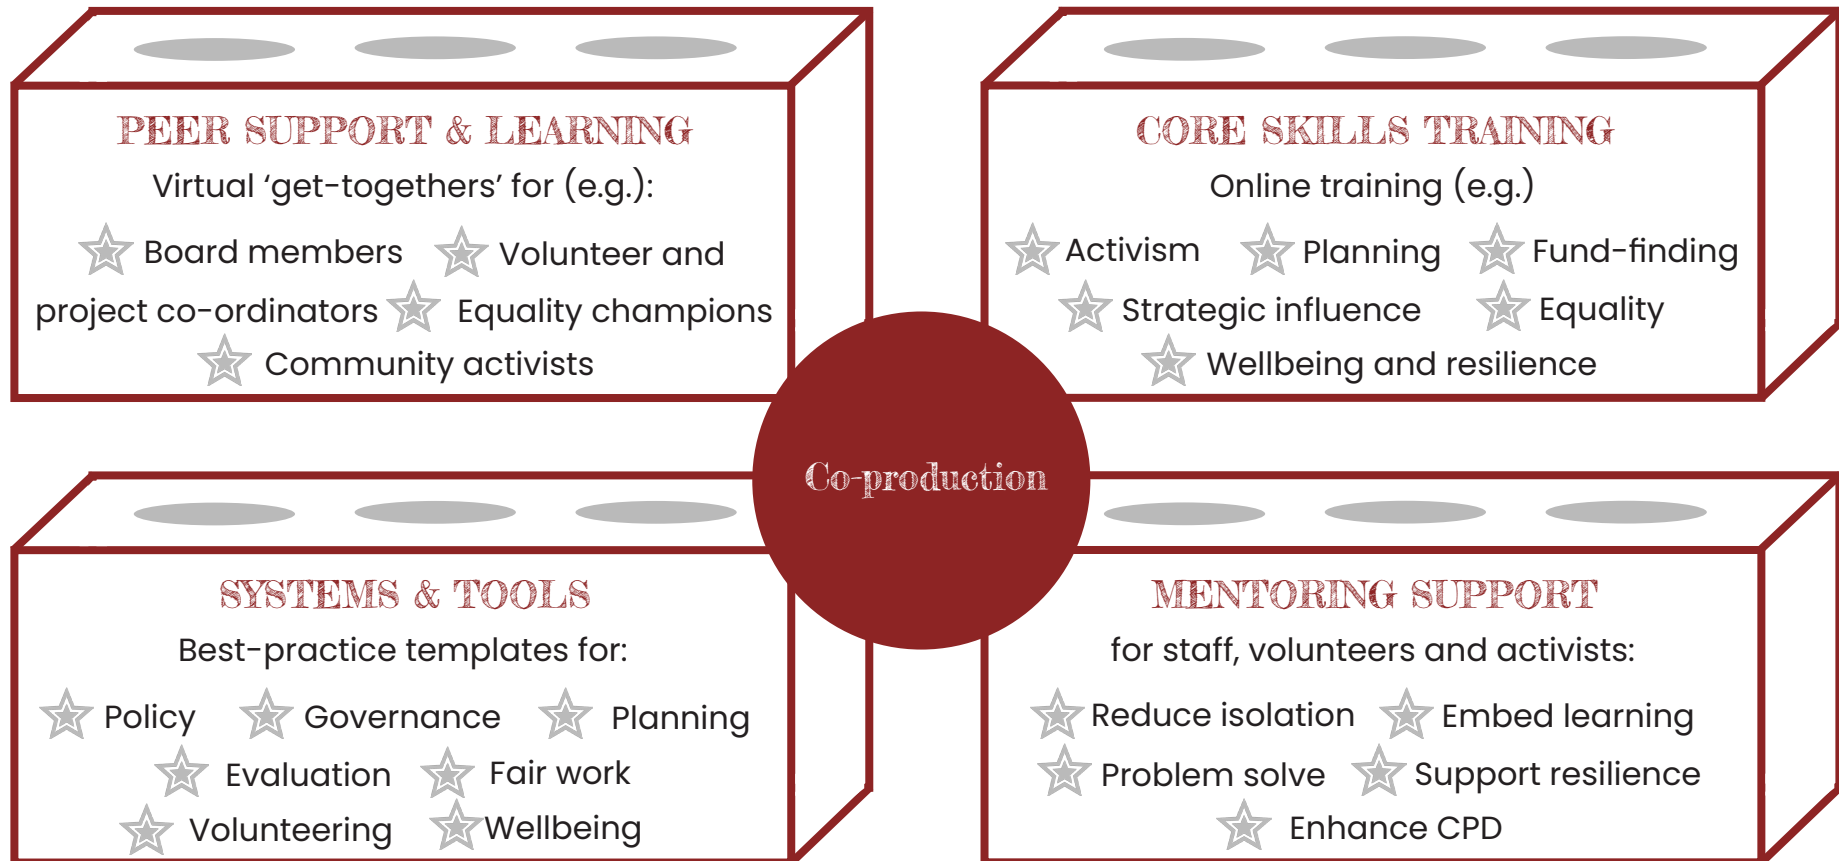 PEER SUPPORT & LEARNING
Virtual ‘get-togethers’ for (e.g.):
Board members Volunteer and
project co-ordinators Equality champions
Community activists
CORE SKILLS TRAINING
Online training (e.g.)
Activism Planning Fund-finding
Strategic influence Equality
Wellbeing and resilience
Co-production
SYSTEMS & TOOLS
Best-practice templates for:
Policy Governance Planning
Evaluation Fair work
Volunteering Wellbeing
MENTORING SUPPORT
for staff, volunteers and activists:
Reduce isolation Embed learning
Problem solve Support resilience
Enhance CPD